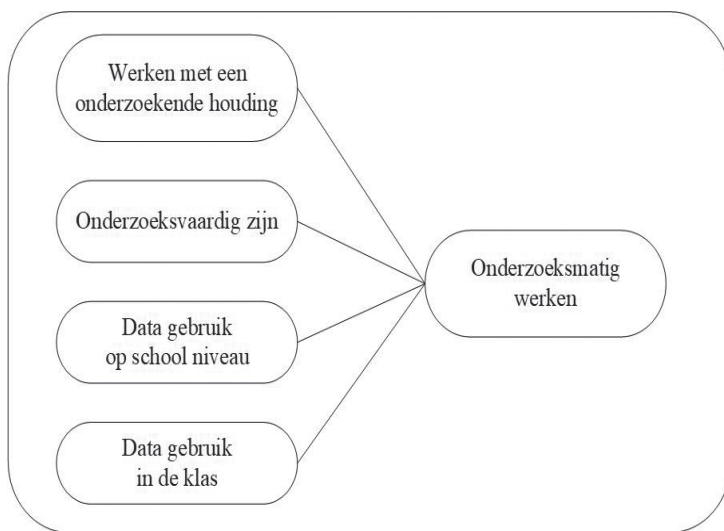 Werken met een
onderzoekende houding
Onderzoeksvaardig zijn
Data gebruik
op school niveau
Data gebruik
in de klas
Onderzoeksmatig
werken